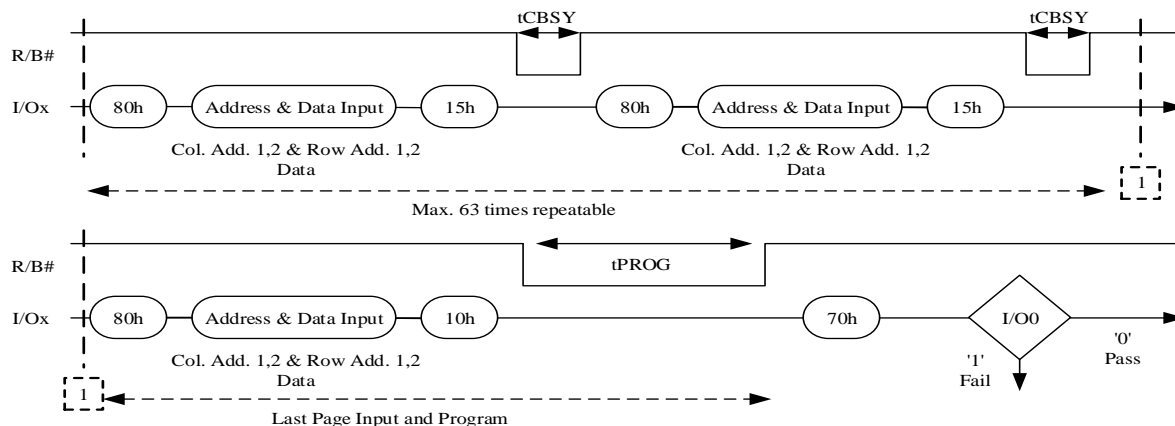 tCBSY tCBSY
R/B#
I/Ox 80h Address & Data Input 15h 80h Address & Data Input 15h
Col. Add. 1,2 & Row Add. 1,2 Col. Add. 1,2 & Row Add. 1,2
Data Data
1
Max. 63 times repeatable
R/B#
tPROG
I/Ox 80h Address & Data Input 10h 70h I/O0
'0'
Pass
Col. Add. 1,2 & Row Add. 1,2 '1'
Data Fail
1
Last Page Input and Program